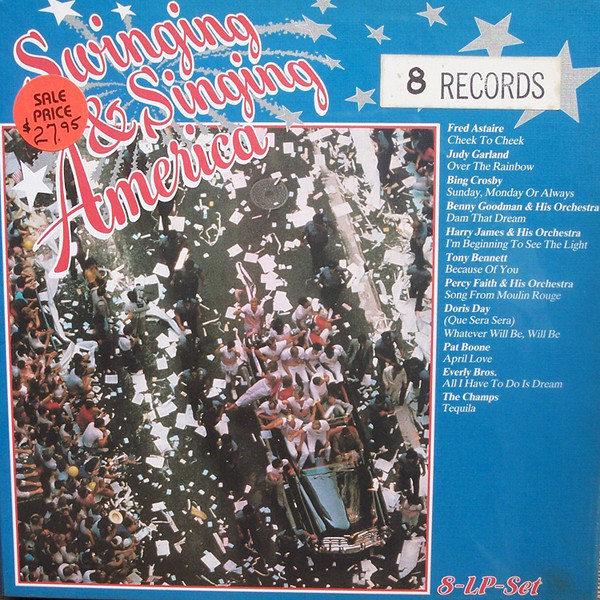 Swinging
& Singing
America
SALE
PRICE
$27.95
8 RECORDS
Fred Astaire
Cheek To Cheek
Judy Garland
Over The Rainbow
Bing Crosby
Sunday, Monday Or Always
Benny Goodman & His Orchestra
Dam That Dream
Harry James & His Orchestra
I'm Beginning To See The Light
Tony Bennett
Because Of You
Percy Faith & His Orchestra
Song From Moulin Rouge
Doris Day
(Que Sera Sera)
Whatever Will Be, Will Be
Pat Boone
April Love
Everly Bros.
All I Have To Do Is Dream
The Champs
Tequila
8-LP-Set